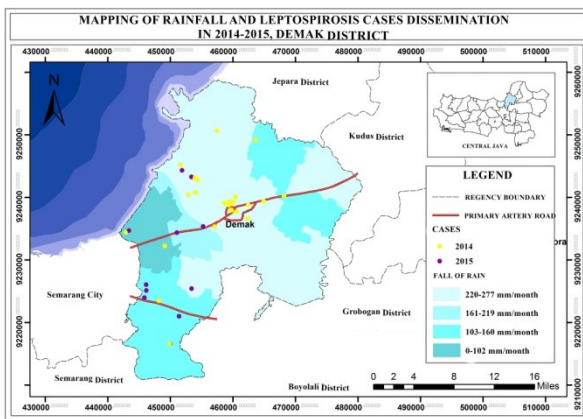 MAPPING OF RAINFALL AND LEPTOSPIROSIS CASES DISSEMINATION
IN 2014-2015, DEMAK DISTRICT
430000 440000 450000 460000 470000 480000 490000 500000 510000
N
Jepara District
Kudus District
CENTRAL JAVA
9260000
9250000
9250000
9240000
9240000
9230000
9230000
9220000
9220000
9210000
LEGEND
REGENCY BOUNDARY
PRIMARY ARTERY ROAD
CASES
2014
2015
FALL OF RAIN
220-277 mm/month
161-219 mm/month
103-160 mm/month
0-102 mm/month
Demak
ora
Semarang City
Grobogan District
Semarang District
Boyolali District
0 2 4 8 12 16
430000 440000 450000 460000 470000 480000 490000 500000 510000